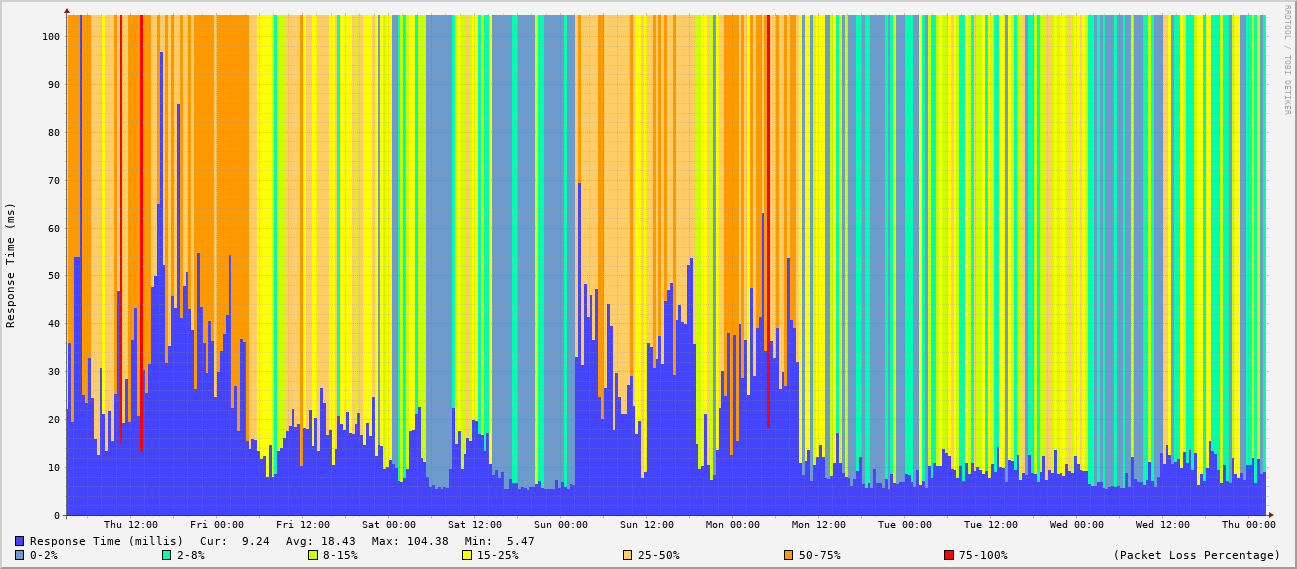 RRDTOOL / TOBI OETIKER
Response Time (ms)
100
90
80
70
60
50
40
30
20
10
0
Thu 12:00 Fri 00:00 Fri 12:00 Sat 00:00 Sat 12:00 Sun 00:00 Sun 12:00 Mon 00:00 Mon 12:00 Tue 00:00 Tue 12:00 Wed 00:00 Wed 12:00 Thu 00:00
Response Time (millis) Cur: 9.24 Avg: 18.43 Max: 104.38 Min: 5.47
0-2% 2-8% 8-15% 15-25% 25-50% 50-75% 75-100% (Packet Loss Percentage)